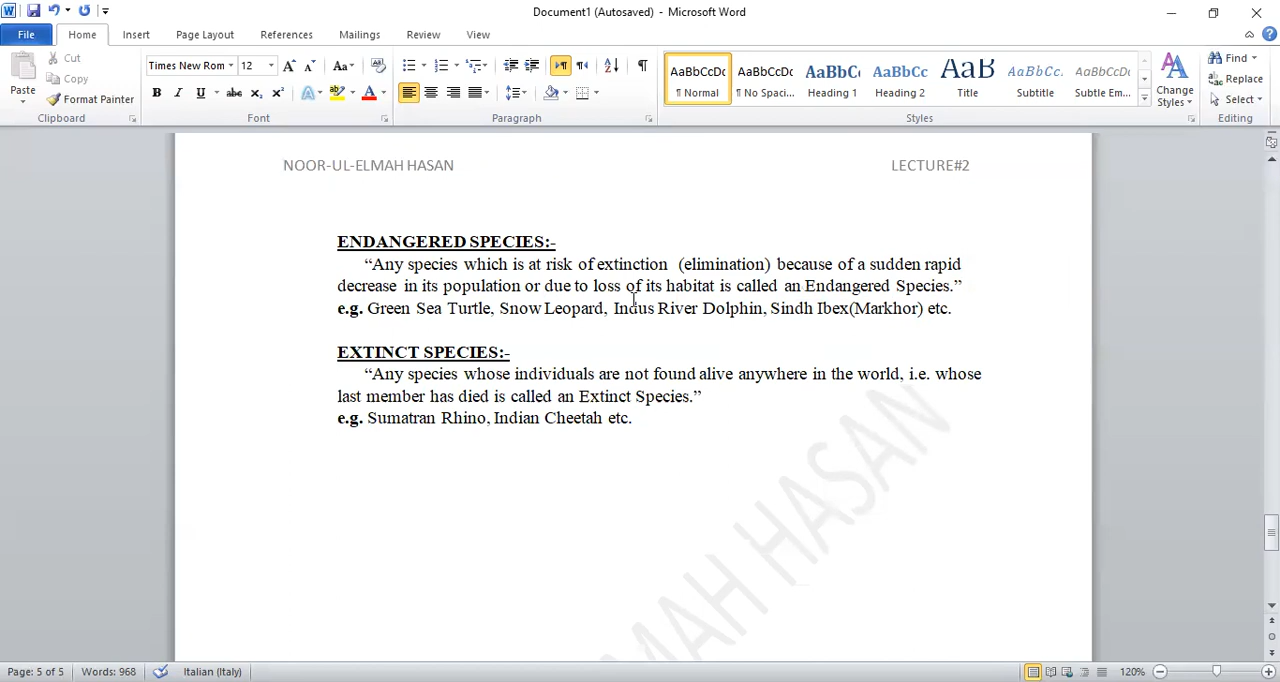 Document1 (Autosaved) - Microsoft Word
File Home Insert Page Layout References Mailings Review View
Paste Cut Copy Format Painter Clipboard
Times New Rom 12 Aa Font
Paragraph
AaBbCcDc AaBbCcDc AaBbC AaBbCc AaB AaBbCc. AaBbCcDc
¶ Normal ¶ No Spaci... Heading 1 Heading 2 Title Subtitle Subtle Em...
Styles
Change Styles
Find Replace Select Editing
NOOR-UL-ELMAH HASAN LECTURE#2
ENDANGERED SPECIES:-
“Any species which is at risk of extinction (elimination) because of a sudden rapid
decrease in its population or due to loss of its habitat is called an Endangered Species.”
e.g. Green Sea Turtle, Snow Leopard, Indus River Dolphin, Sindh Ibex(Markhor) etc.
EXTINCT SPECIES:-
“Any species whose individuals are not found alive anywhere in the world, i.e. whose
last member has died is called an Extinct Species.”
e.g. Sumatran Rhino, Indian Cheetah etc.
MAH HASAN
Page: 5 of 5 Words: 968 Italian (Italy) 120%